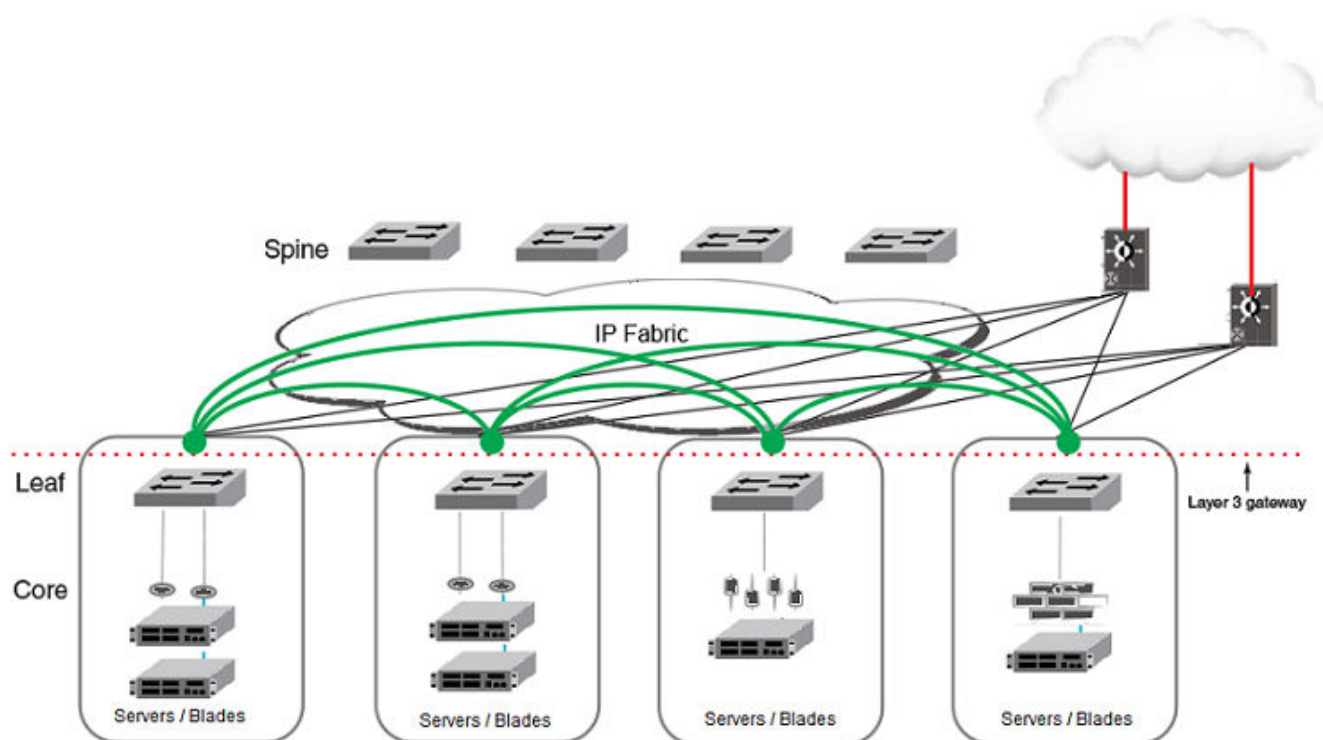 Spine
IP Fabric
Leaf
Layer 3 gateway
Core
Servers / Blades
Servers / Blades
Servers / Blades
Servers / Blades